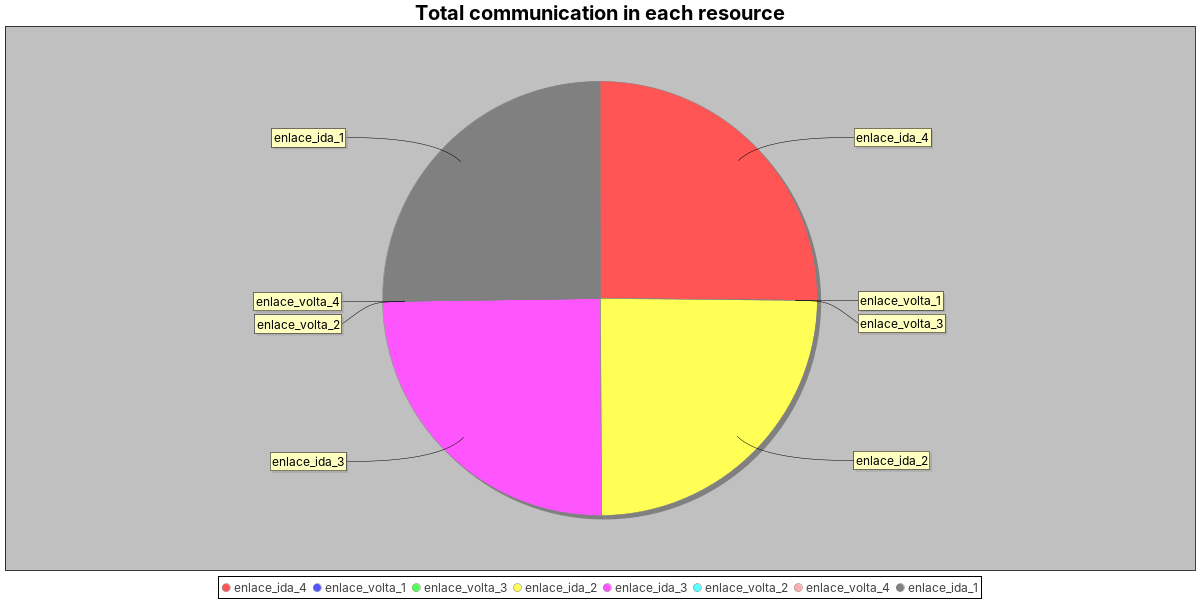 Total communication in each resource
enlace_ida_1
enlace_ida_4
enlace_volta_4
enlace_volta_1
enlace_volta_2
enlace_volta_3
enlace_ida_3
enlace_ida_2
enlace_ida_4 enlace_volta_1 enlace_volta_3 enlace_ida_2 enlace_ida_3 enlace_volta_2 enlace_volta_4 enlace_ida_1